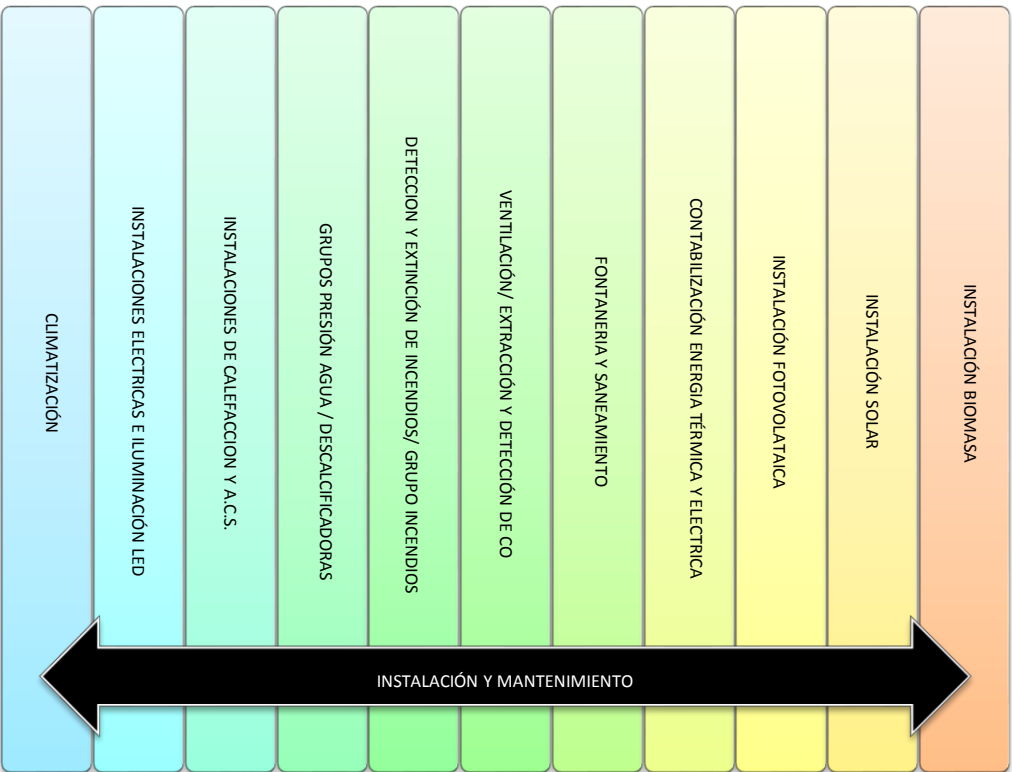 CLIMATIZACIÓN
INSTALACIONES ELECTRICAS E ILUMINACIÓN LED
INSTALACIONES DE CALEFACCION Y A.C.S.
GRUPOS PRESIÓN AGUA / DESCALCIFICADORAS
DETECCION Y EXTINCIÓN DE INCENDIOS/ GRUPO INCENDIOS
VENTILACIÓN/ EXTRACCIÓN Y DETECCIÓN DE CO
FONTANERIA Y SANEAMIENTO
CONTABILIZACIÓN ENERGIA TÉRMICA Y ELECTRICA
INSTALACIÓN FOTOVOLATAICA
INSTALACIÓN SOLAR
INSTALACIÓN BIOMASA
INSTALACIÓN Y MANTENIMIENTO